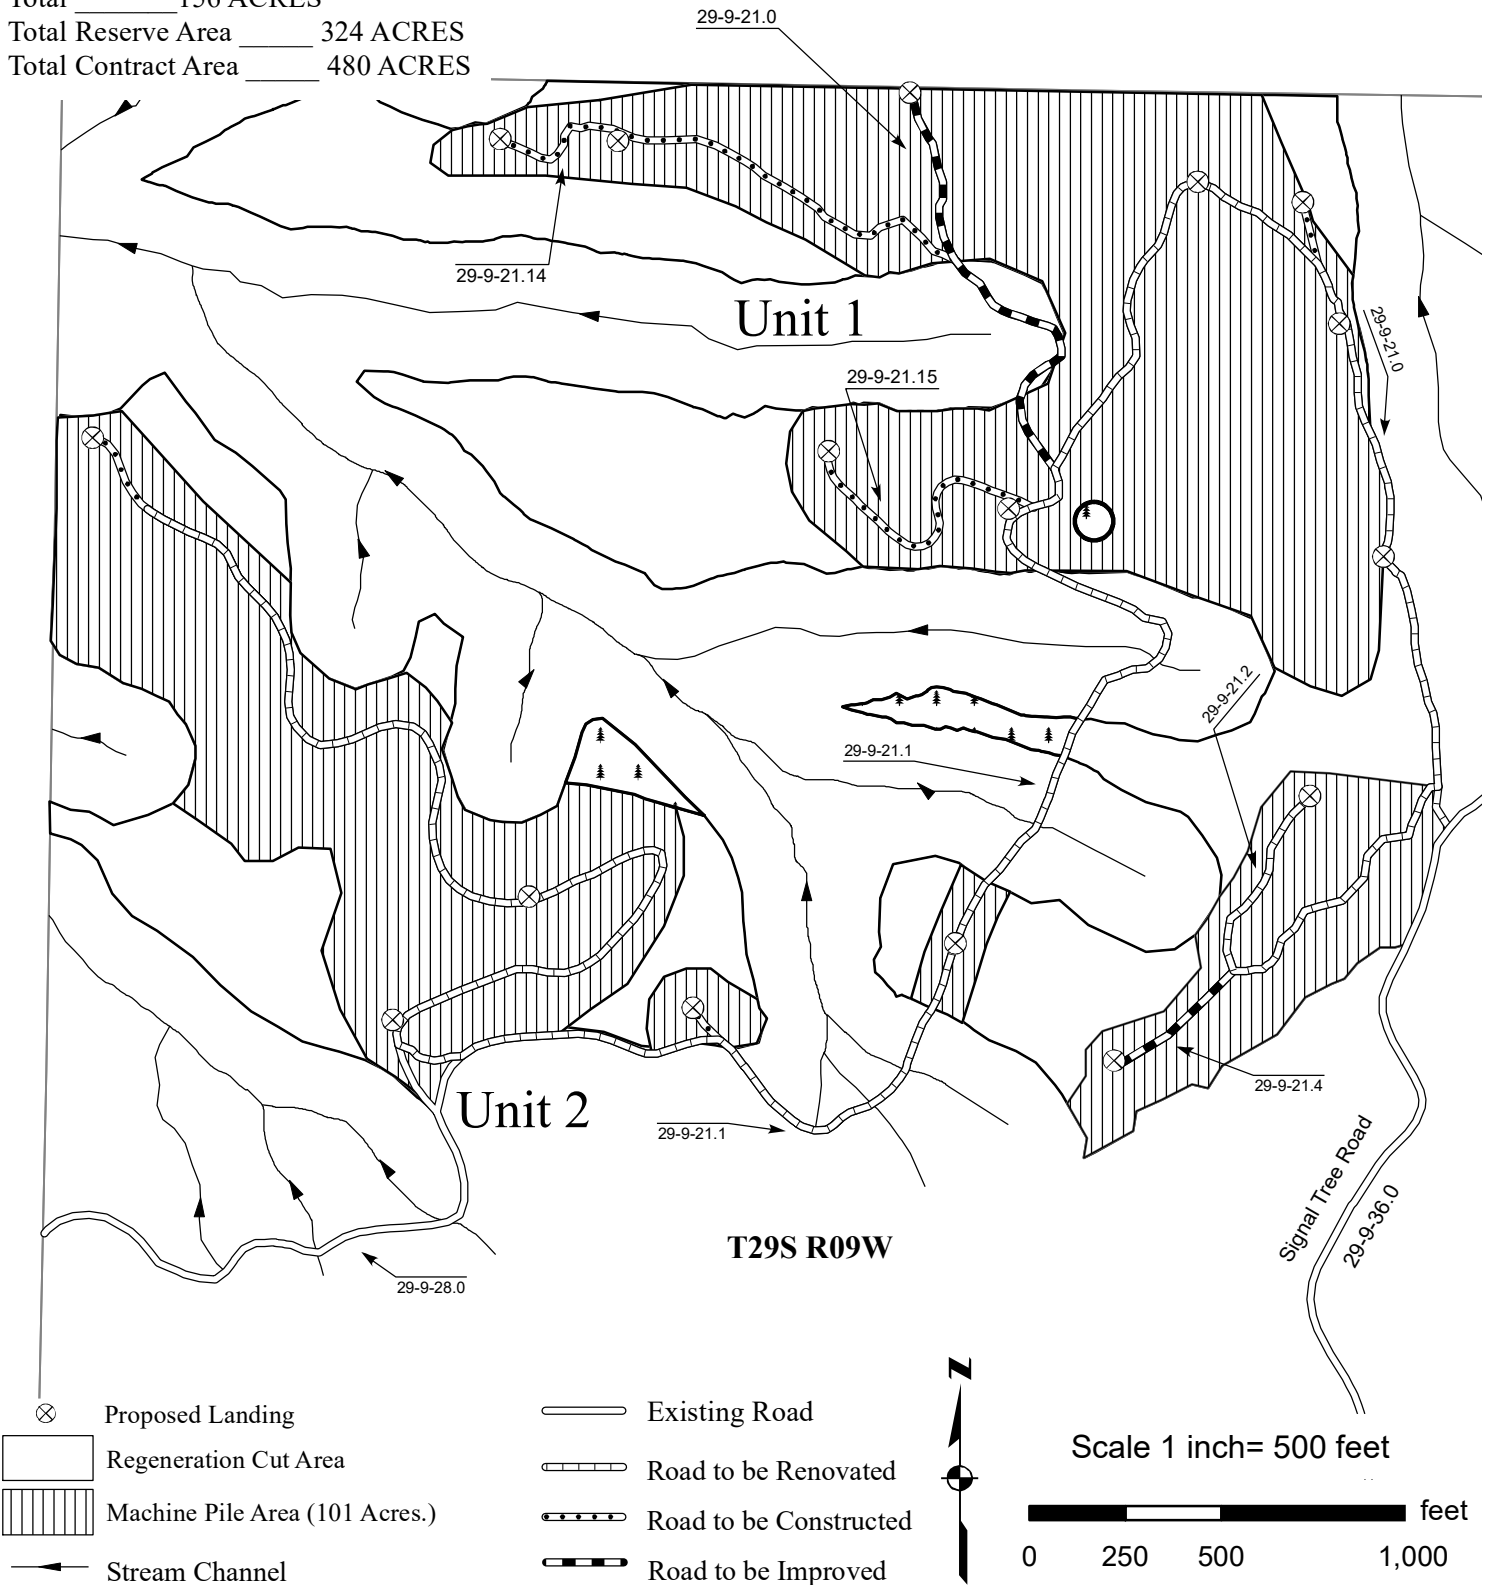 Total _______156 ACRES
Total Reserve Area _____ 324 ACRES
Total Contract Area _____ 480 ACRES
29-9-21.0
29-9-21.14
Unit 1
29-9-21.0
29-9-21.15
29-9-21.2
29-9-21.1
29-9-21.4
Unit 2
29-9-21.1
T29S R09W
Signal Tree Road
29-9-36.0
29-9-28.0
Proposed Landing
Regeneration Cut Area
Machine Pile Area (101 Acres.)
Stream Channel
Existing Road
Road to be Renovated
Road to be Constructed
Road to be Improved
Z
Scale 1 inch= 500 feet
feet
0 250 500 1,000